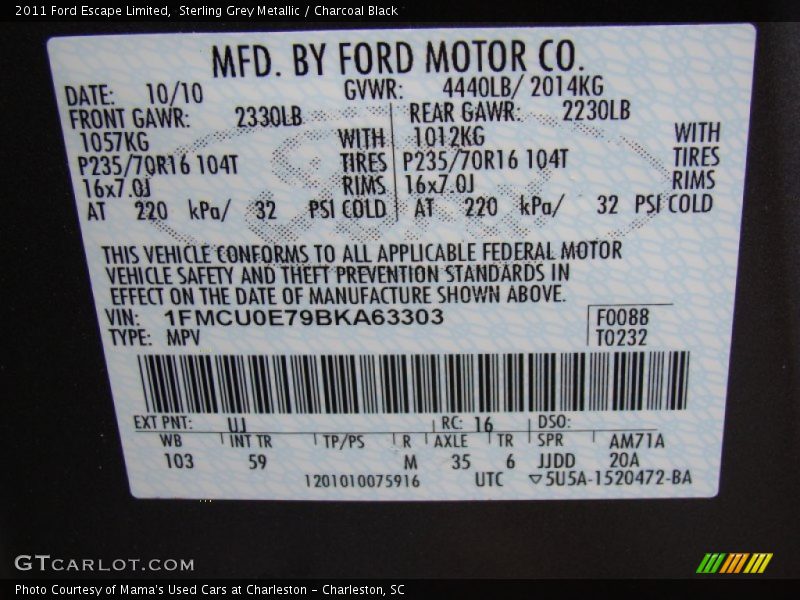 2011 Ford Escape Limited,  Sterling Grey Metallic / Charcoal Black
MFD. BY FORD MOTOR CO.
DATE: 10/10 GVWR: 4440LB/ 2014KG
FRONT GAWR: 2330LB REAR GAWR: 2230LB
1057KG WITH 1012KG WITH
P235/70R16 104T TIRES P235/70R16 104T TIRES
16x7.0J RIMS 16x7.0J RIMS
AT 220 kPa/ 32 PSI COLD AT 220 kPa/ 32 PSI COLD
THIS VEHICLE CONFORMS TO ALL APPLICABLE FEDERAL MOTOR
VEHICLE SAFETY AND THEFT PREVENTION STANDARDS IN
EFFECT ON THE DATE OF MANUFACTURE SHOWN ABOVE.
VIN: 1FMCU0E79BKA63303 F0088
TYPE: MPV T0232
EXT PNT: UJ RC: 16 DSO:
WB INT TR TP/PS R AXLE TR SPR AM71A
103 59 M 35 6 JJDD 20A
1201010075916 UTC ▽5U5A-1520472-BA
GTCARLOT.COM
Photo Courtesy of Mama's Used Cars at Charleston - Charleston, SC